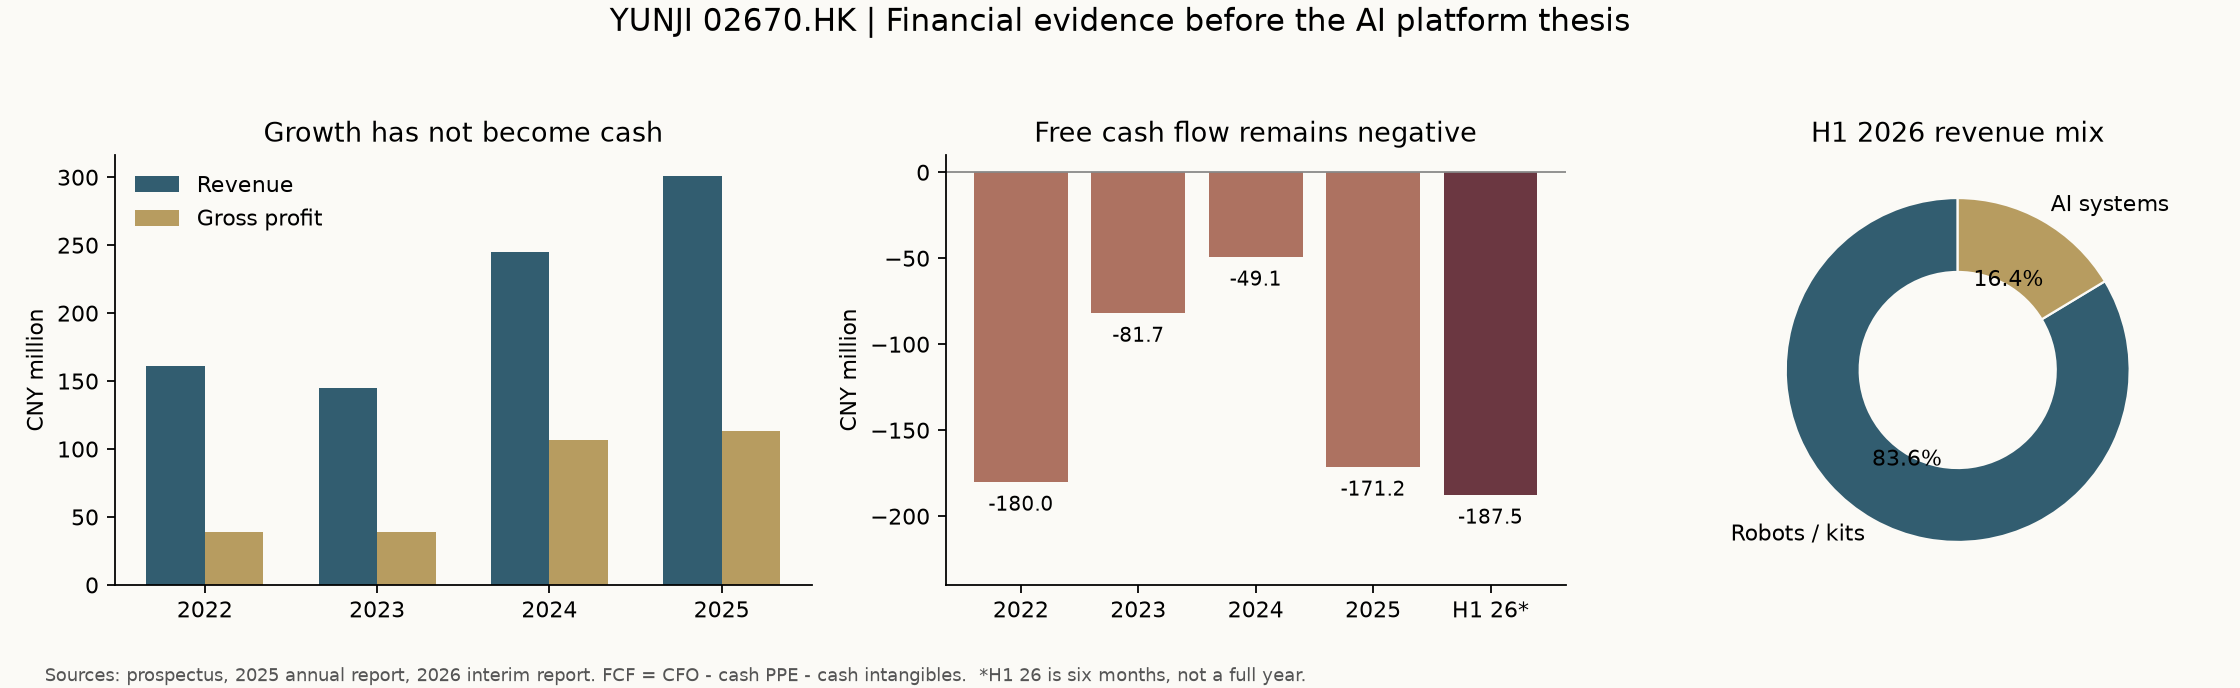 YUNJI 02670.HK | Financial evidence before the AI platform thesis
Growth has not become cash
CNY million
300
250
200
150
100
50
0
Revenue
Gross profit
2022
2023
2024
2025
Free cash flow remains negative
CNY million
0
−50
−100
−150
−200
-180.0
-81.7
-49.1
-171.2
-187.5
2022
2023
2024
2025
H1 26*
H1 2026 revenue mix
AI systems
16.4%
83.6%
Robots / kits
Sources: prospectus, 2025 annual report, 2026 interim report. FCF = CFO - cash PPE - cash intangibles.  *H1 26 is six months, not a full year.